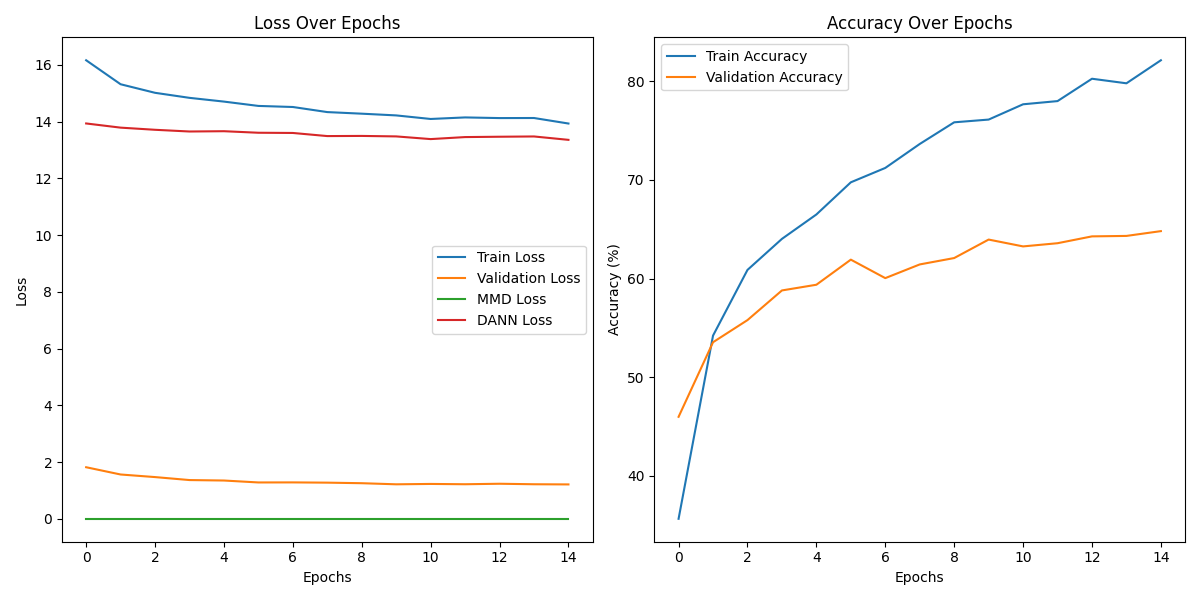 Loss Over Epochs
16
14
12
10
8
6
4
2
0
Loss
Train Loss
Validation Loss
MMD Loss
DANN Loss
0 2 4 6 8 10 12 14
Epochs
Accuracy Over Epochs
Train Accuracy
Validation Accuracy
80
70
60
50
40
Accuracy (%)
0 2 4 6 8 10 12 14
Epochs